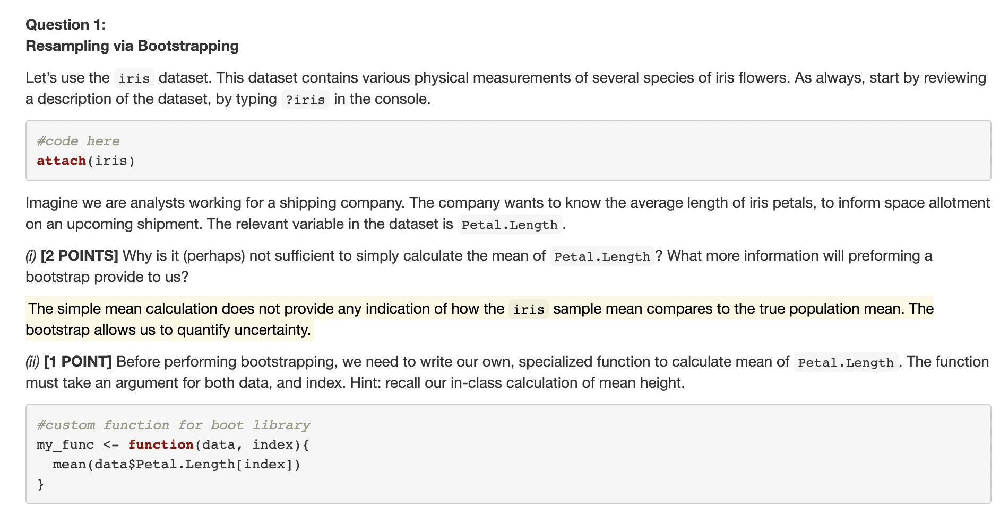 Question 1:
Resampling via Bootstrapping
Let’s use the iris dataset. This dataset contains various physical measurements of several species of iris flowers. As always, start by reviewing
a description of the dataset, by typing ?iris in the console.
#code here
attach(iris)
Imagine we are analysts working for a shipping company. The company wants to know the average length of iris petals, to inform space allotment
on an upcoming shipment. The relevant variable in the dataset is Petal.Length.
(i) [2 POINTS] Why is it (perhaps) not sufficient to simply calculate the mean of Petal.Length? What more information will preforming a
bootstrap provide to us?
The simple mean calculation does not provide any indication of how the iris sample mean compares to the true population mean. The
bootstrap allows us to quantify uncertainty.
(ii) [1 POINT] Before performing bootstrapping, we need to write our own, specialized function to calculate mean of Petal.Length. The function
must take an argument for both data, and index. Hint: recall our in-class calculation of mean height.
#custom function for boot library
my_func <- function(data, index){
  mean(data$Petal.Length[index])
}